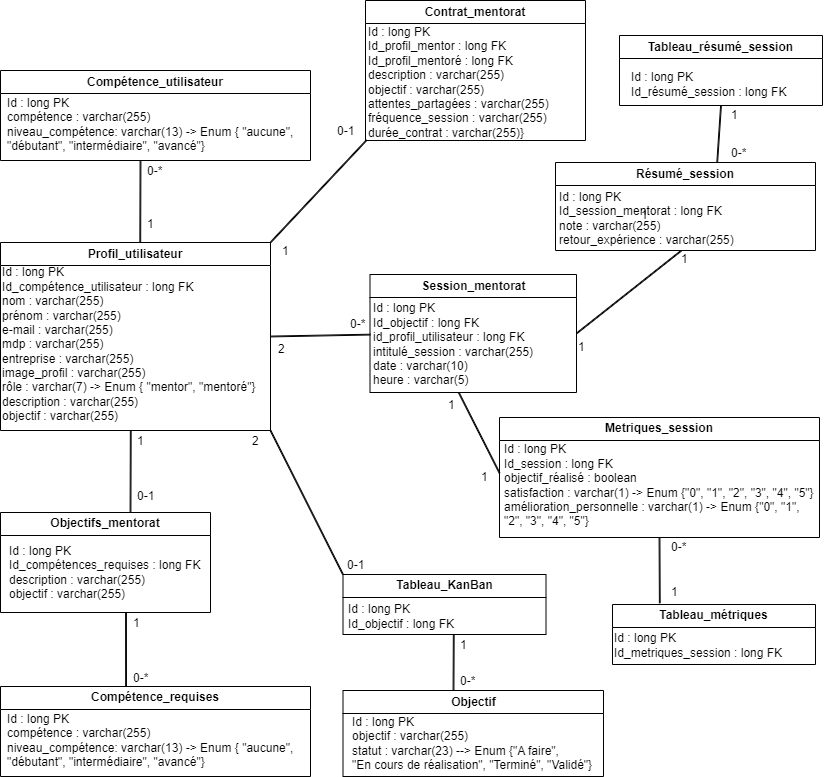 Contrat_mentorat
Id : long PK
Id_profil_mentor : long FK
Id_profil_mentoré : long FK
description : varchar(255)
objectif : varchar(255)
attentes_partagées : varchar(255)
fréquence_session : varchar(255)
durée_contrat : varchar(255)}
Tableau_résumé_session
Id : long PK
Id_résumé_session : long FK
Compétence_utilisateur
Id : long PK
compétence : varchar(255)
niveau_compétence: varchar(13) -> Enum { "aucune",
"débutant", "intermédiaire", "avancé"}
0-1
1
0-*
0-*
1
1
Résumé_session
Id : long PK
Id_session_mentorat : long FK
note : varchar(255)
retour_expérience : varchar(255)
1
1
Profil_utilisateur
Id : long PK
Id_compétence_utilisateur : long FK
nom : varchar(255)
prénom : varchar(255)
e-mail : varchar(255)
mdp : varchar(255)
entreprise : varchar(255)
image_profil : varchar(255)
rôle : varchar(7) -> Enum { "mentor", "mentoré"}
description : varchar(255)
objectif : varchar(255)
0-*
2
Session_mentorat
Id : long PK
Id_objectif : long FK
id_profil_utilisateur : long FK
intitulé_session : varchar(255)
date : varchar(10)
heure : varchar(5)
1
1
Metriques_session
Id : long PK
Id_session : long FK
objectif_réalisé : boolean
satisfaction : varchar(1) -> Enum {"0", "1", "2", "3", "4", "5"}
amélioration_personnelle : varchar(1) -> Enum {"0", "1",
"2", "3", "4", "5"}
1
2
0-1
0-*
1
Objectifs_mentorat
Id : long PK
Id_compétences_requises : long FK
description : varchar(255)
objectif : varchar(255)
0-1
Tableau_KanBan
Id : long PK
Id_objectif : long FK
Tableau_métriques
Id : long PK
Id_metriques_session : long FK
1
0-*
1
0-*
Compétence_requises
Id : long PK
compétence : varchar(255)
niveau_compétence: varchar(13) -> Enum { "aucune",
"débutant", "intermédiaire", "avancé"}
Objectif
Id : long PK
objectif : varchar(255)
statut : varchar(23) --> Enum {"A faire",
"En cours de réalisation", "Terminé", "Validé"}